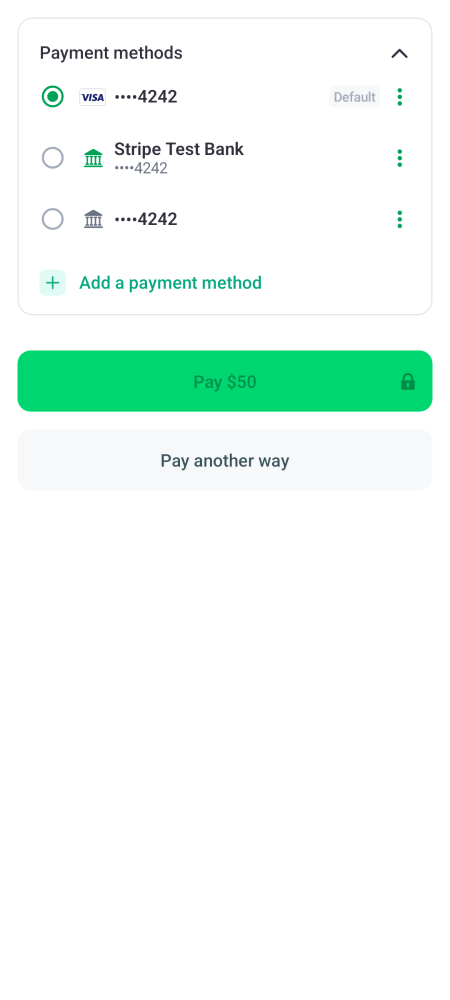 Payment methods
VISA ••••4242 Default
Stripe Test Bank
••••4242
••••4242
Add a payment method
Pay $50
Pay another way